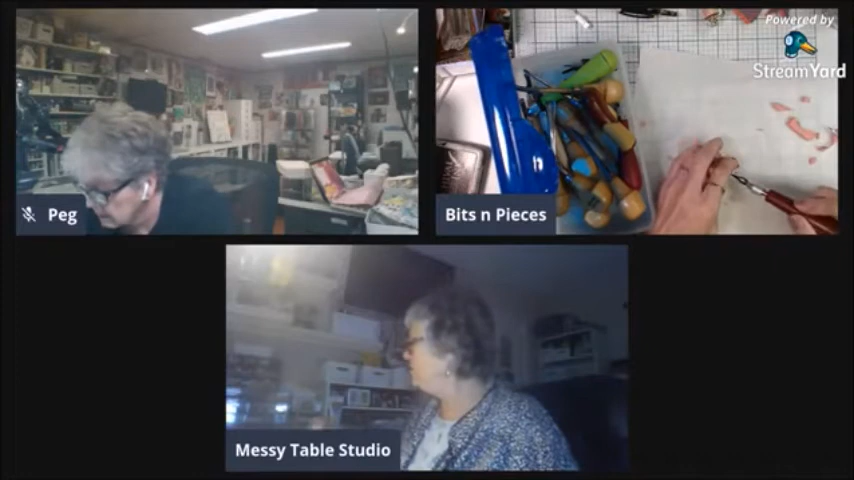 Powered by
StreamYard
Peg
Bits n Pieces
Messy Table Studio